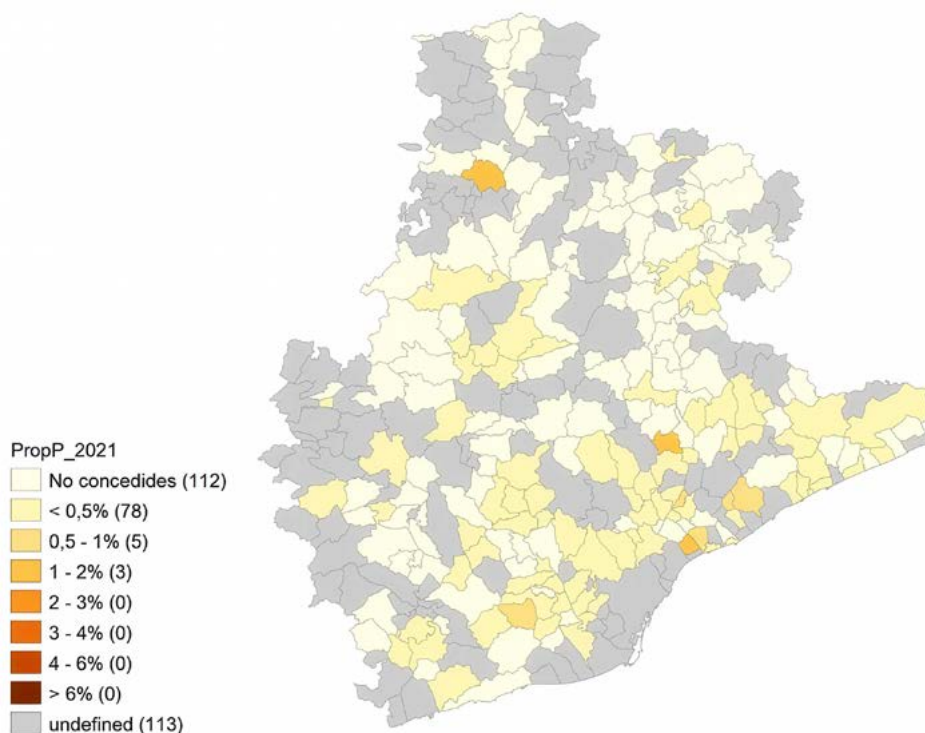 PropP_2021
No concedides (112)
< 0,5% (78)
0,5 - 1% (5)
1 - 2% (3)
2 - 3% (0)
3 - 4% (0)
4 - 6% (0)
> 6% (0)
undefined (113)